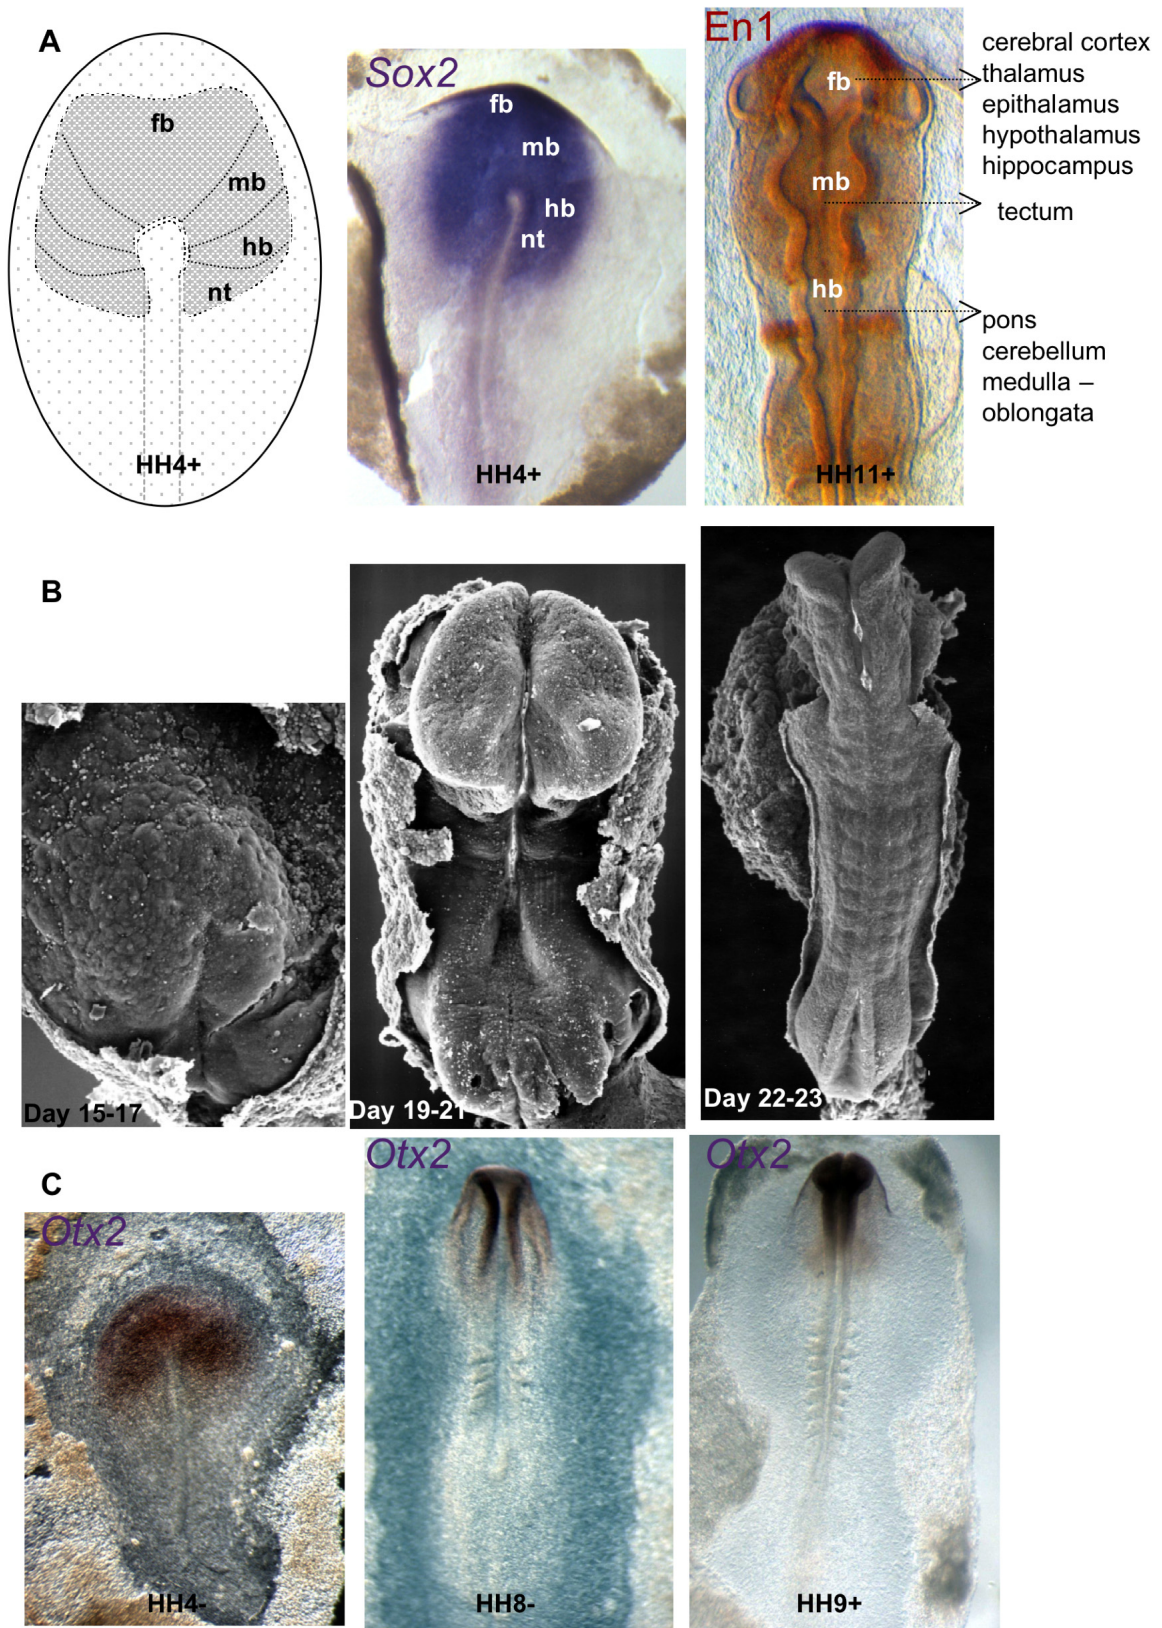 A
fb
mb
hb
nt
HH4+
Sox2
fb
mb
hb
nt
HH4+
En1
fb
mb
hb
HH11+
cerebral cortex
thalamus
epithalamus
hypothalamus
hippocampus
tectum
pons
cerebellum
medulla –
oblongata
B
Day 15-17
Day 19-21
Day 22-23
C
Otx2
HH4-
Otx2
HH8-
Otx2
HH9+